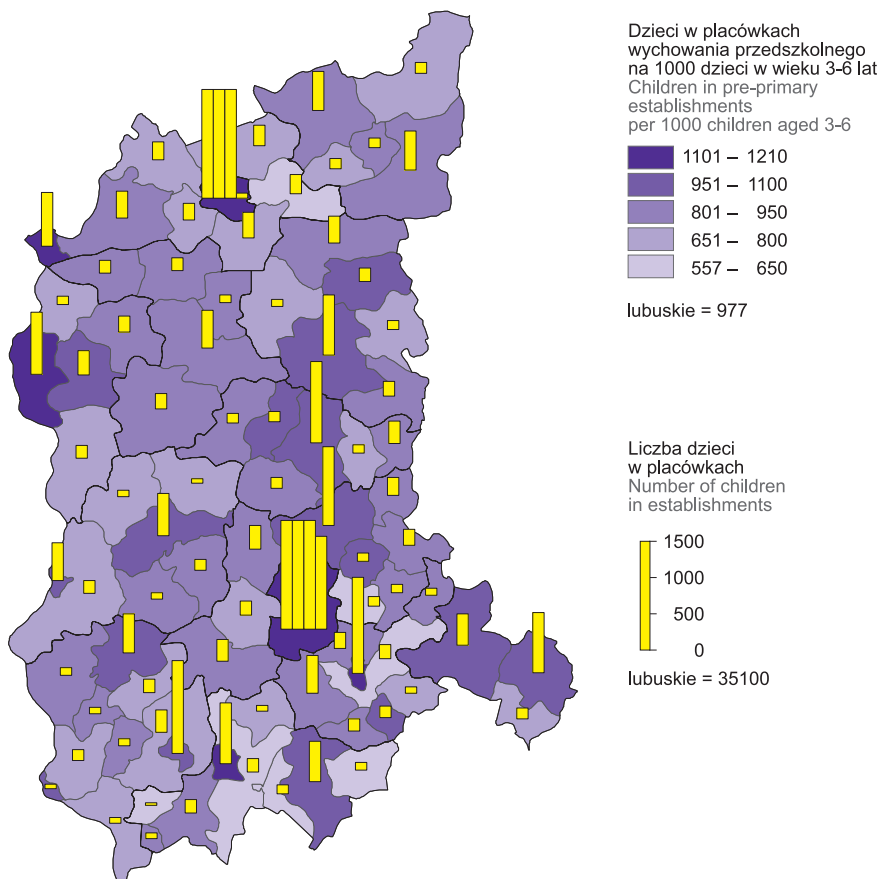 Dzieci w placówkach
wychowania przedszkolnego
na 1000 dzieci w wieku 3-6 lat
Children in pre-primary
establishments
per 1000 children aged 3-6
1101 – 1210
951 – 1100
801 – 950
651 – 800
557 – 650
lubuskie = 977
Liczba dzieci
w placówkach
Number of children
in establishments
1500
1000
500
0
lubuskie = 35100